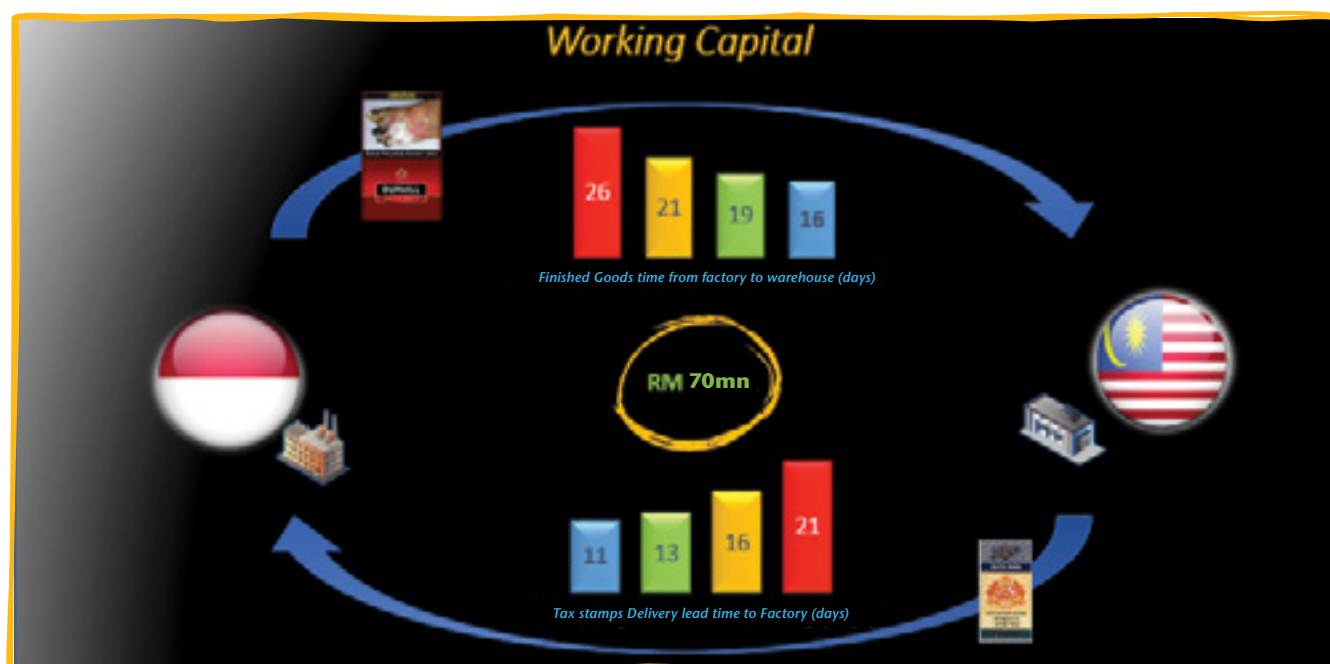 Working Capital
26
21
19
16
Finished Goods time from factory to warehouse (days)
RM 70mn
11
13
16
21
Tax stamps Delivery lead time to Factory (days)